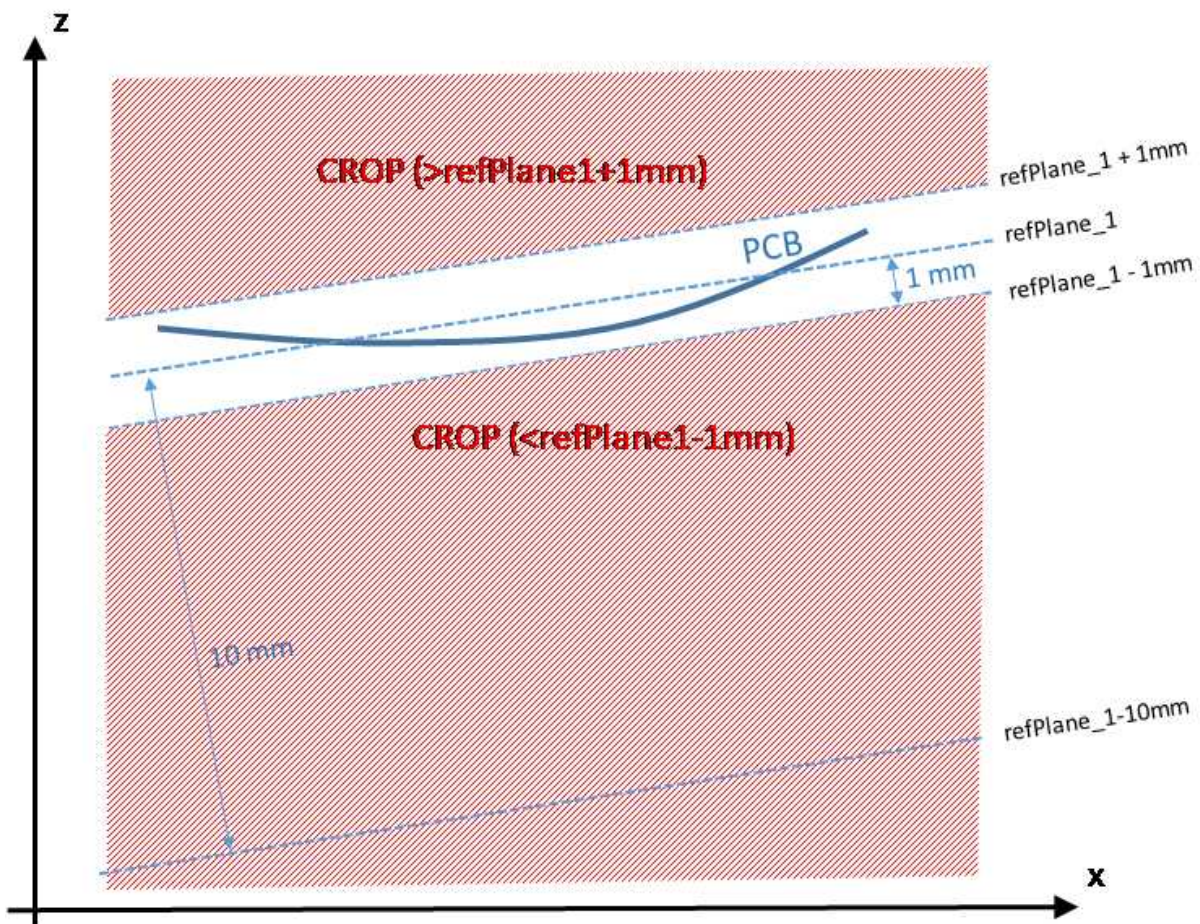 z
CROP (>refPlane1+1mm)
refPlane_1 + 1mm
refPlane_1
PCB
1 mm
refPlane_1 - 1mm
CROP (<refPlane1-1mm)
10 mm
refPlane_1-10mm
x